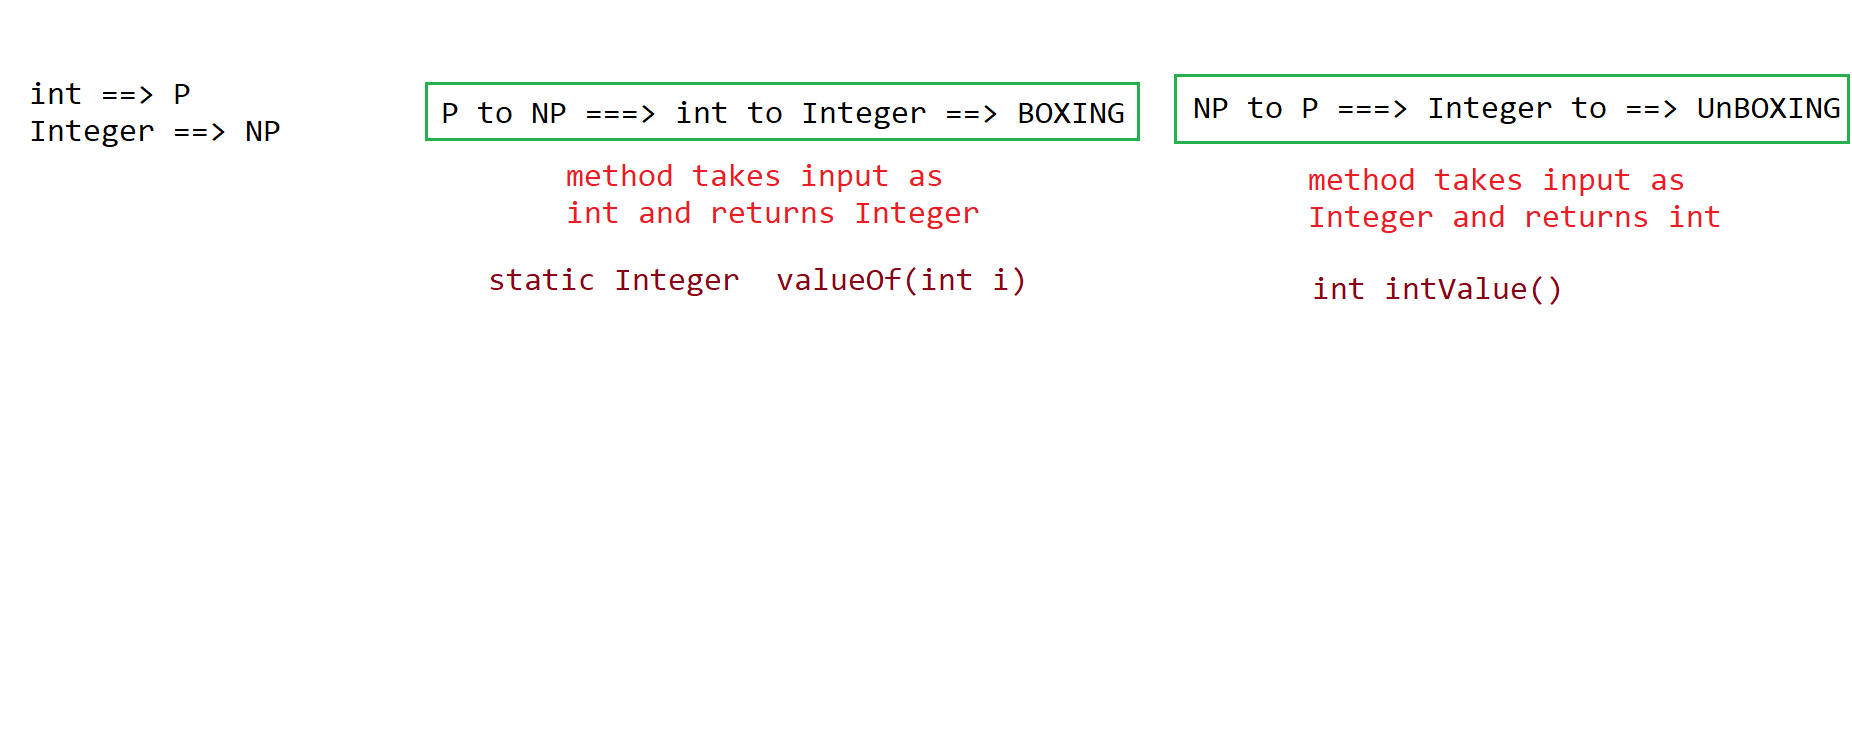 int ==> P
Integer ==> NP
P to NP ===> int to Integer ==> BOXING
method takes input as
int and returns Integer
static Integer  valueOf(int i)
NP to P ===> Integer to ==> UnBOXING
method takes input as
Integer and returns int
int intValue()